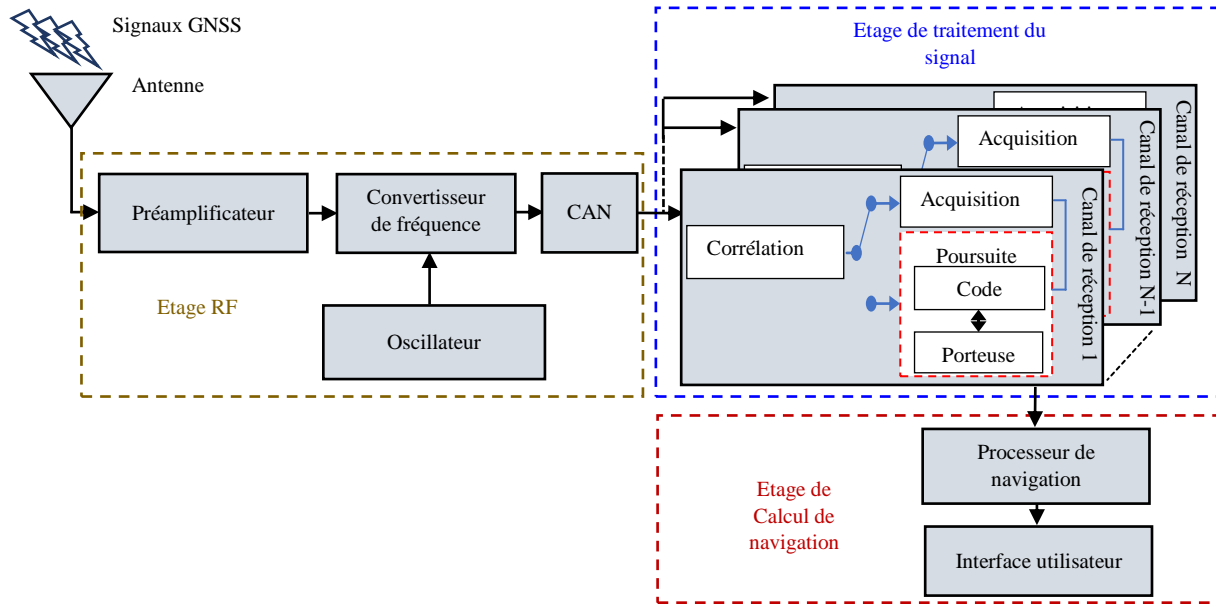 Signaux GNSS
Antenne
Préamplificateur
Convertisseur
de fréquence
CAN
Etage RF
Oscillateur
Etage de traitement du
signal
Canal de réception N
Acquisition
Canal de réception N-1
Corrélation
Acquisition
Poursuite
Code
Porteuse
Canal de réception 1
Processeur de
navigation
Etage de
Calcul de
navigation
Interface utilisateur